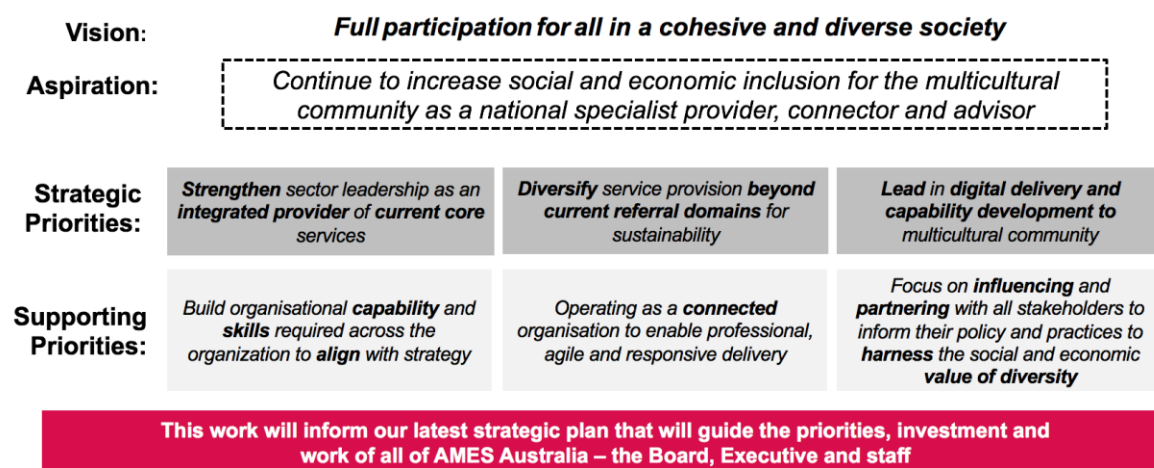 Vision:
Full participation for all in a cohesive and diverse society
Aspiration:
Continue to increase social and economic inclusion for the multicultural
community as a national specialist provider, connector and advisor
Strategic
Priorities:
Strengthen sector leadership as an
integrated provider of current core
services
Diversify service provision beyond
current referral domains for
sustainability
Lead in digital delivery and
capability development to
multicultural community
Supporting
Priorities:
Build organisational capability and
skills required across the
organization to align with strategy
Operating as a connected
organisation to enable professional,
agile and responsive delivery
Focus on influencing and
partnering with all stakeholders to
inform their policy and practices to
harness the social and economic
value of diversity
This work will inform our latest strategic plan that will guide the priorities, investment and
work of all of AMES Australia – the Board, Executive and staff